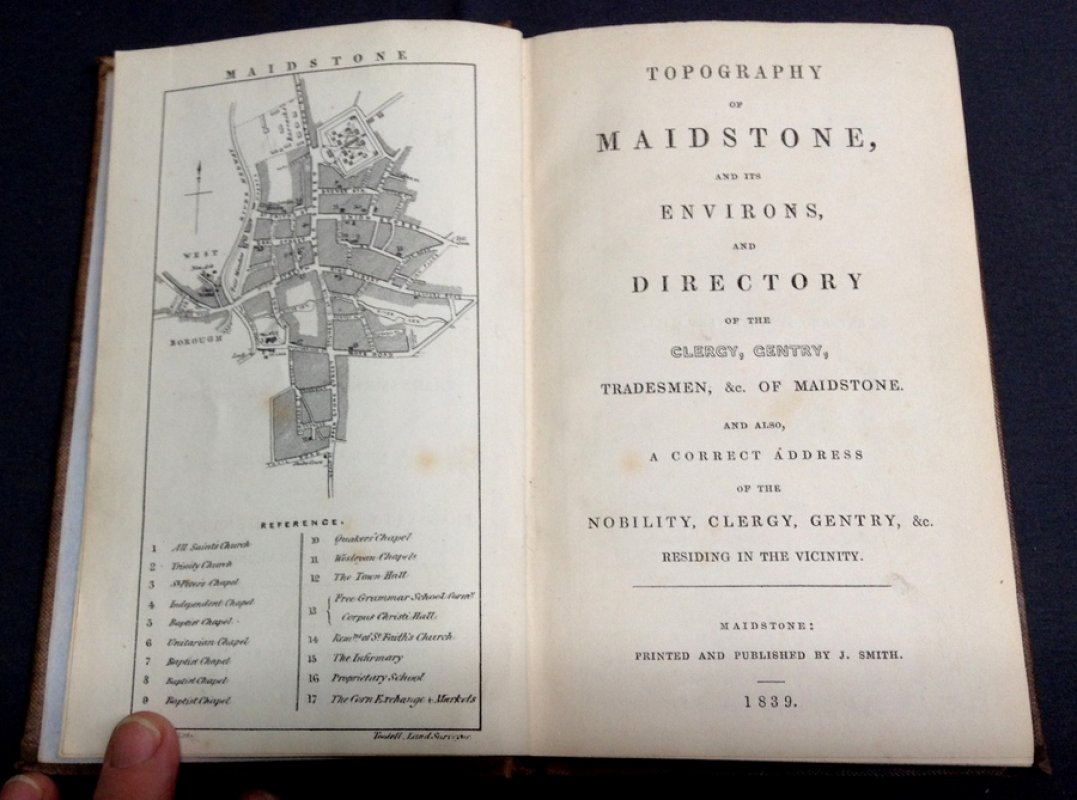 MAIDSTONE
WEST
BOROUGH
REFERENCE.
1 All Saints Church
2 Trinity Church
3 St Peter's Chapel
4 Independent Chapel
5 Baptist Chapel
6 Unitarian Chapel
7 Baptist Chapel
8 Baptist Chapel
9 Baptist Chapel
10 Quakers Chapel
11 Wesleyan Chapels
12 The Town Hall
13 Free Grammar School
Corpus Christi Hall
14 Rems of St Faith's Church
15 The Infirmary
16 Proprietary School
17 The Corn Exchange & Markets
Land Surveyor
TOPOGRAPHY
OF
MAIDSTONE,
AND ITS
ENVIRONS,
AND
DIRECTORY
OF THE
CLERGY, GENTRY,
TRADESMEN, &c. OF MAIDSTONE.
AND ALSO,
A CORRECT ADDRESS
OF THE
NOBILITY, CLERGY, GENTRY, &c.
RESIDING IN THE VICINITY.
MAIDSTONE:
PRINTED AND PUBLISHED BY J. SMITH.
1839.